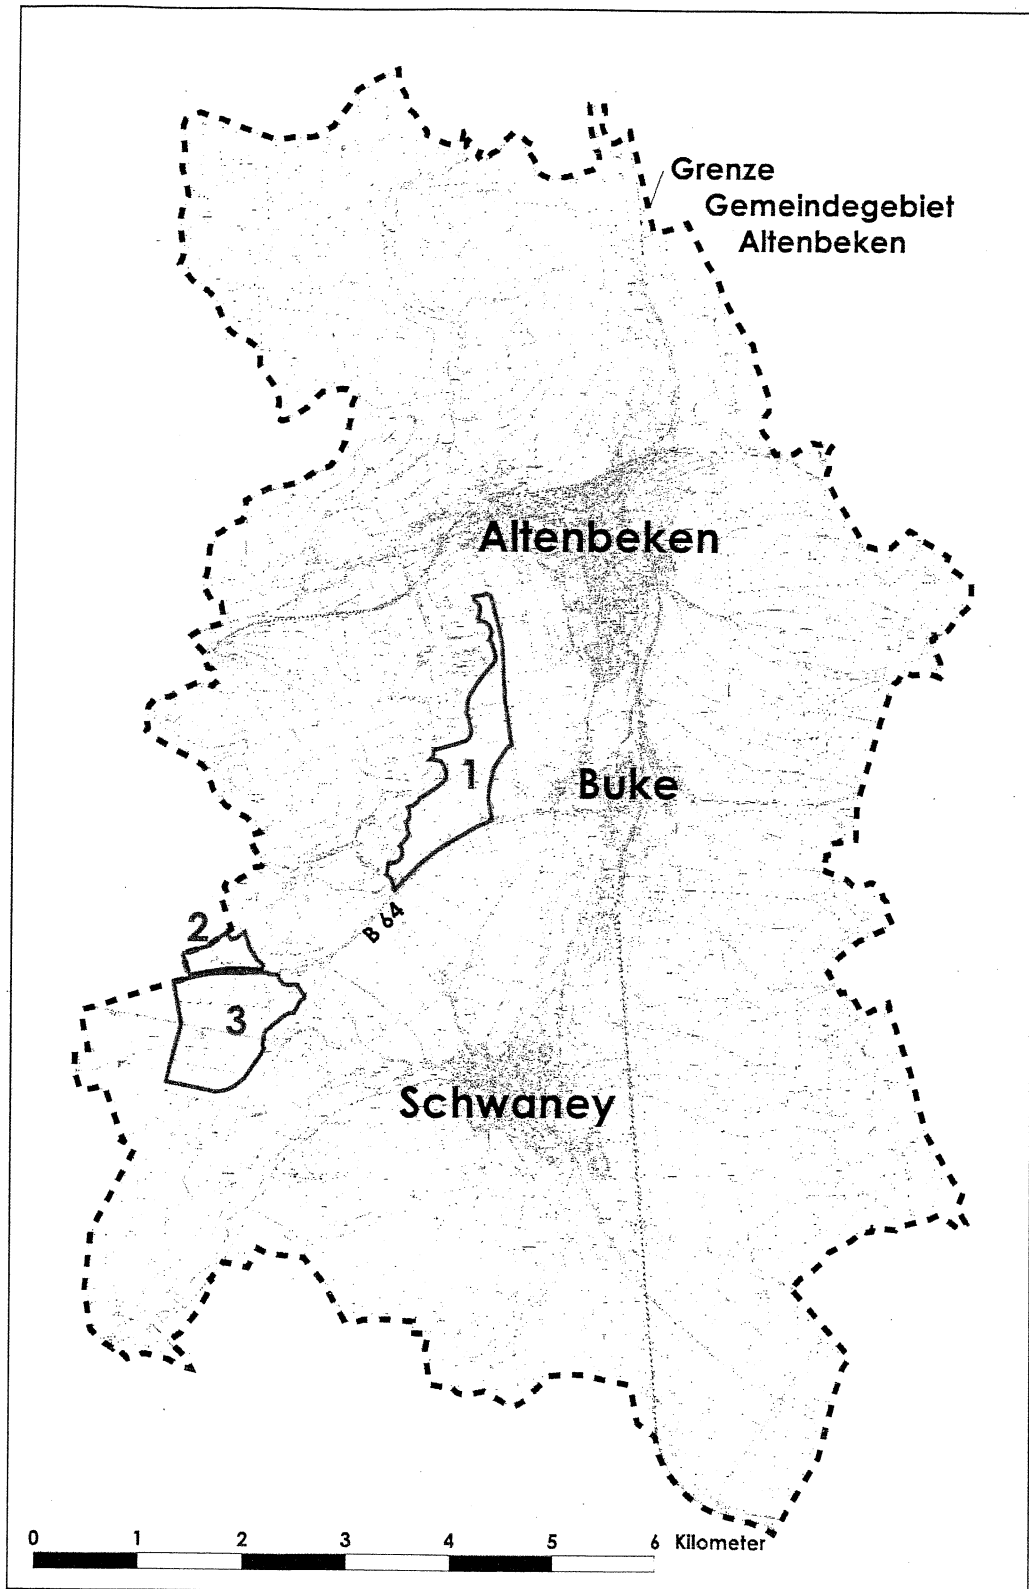 Grenze
Gemeindegebiet
Altenbeken
Altenbeken
1
Buke
B 64
2
3
Schwaney
0 1 2 3 4 5 6 Kilometer